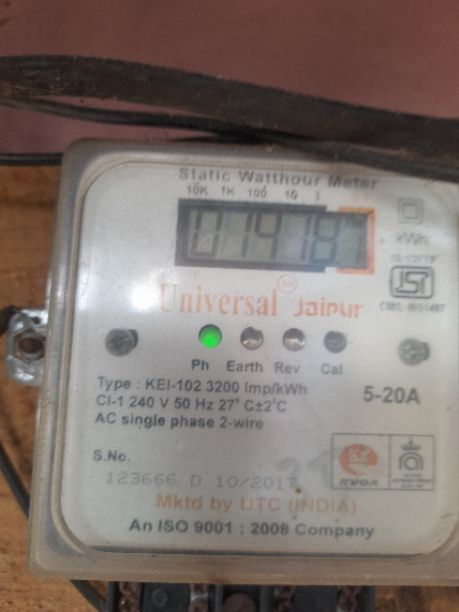 Static Watthour Meter
10K 1K 100 10 1
kWh
Universal Jaipur
Ph Earth Rev. Cal
Type : KEI-102 3200 Imp/kWh
Cl-1 240 V 50 Hz 27°C±2°C
AC single phase 2-wire
5-20A
S.No.
123666 D 10/2017
Mktd by UTC (INDIA)
An ISO 9001 : 2008 Company